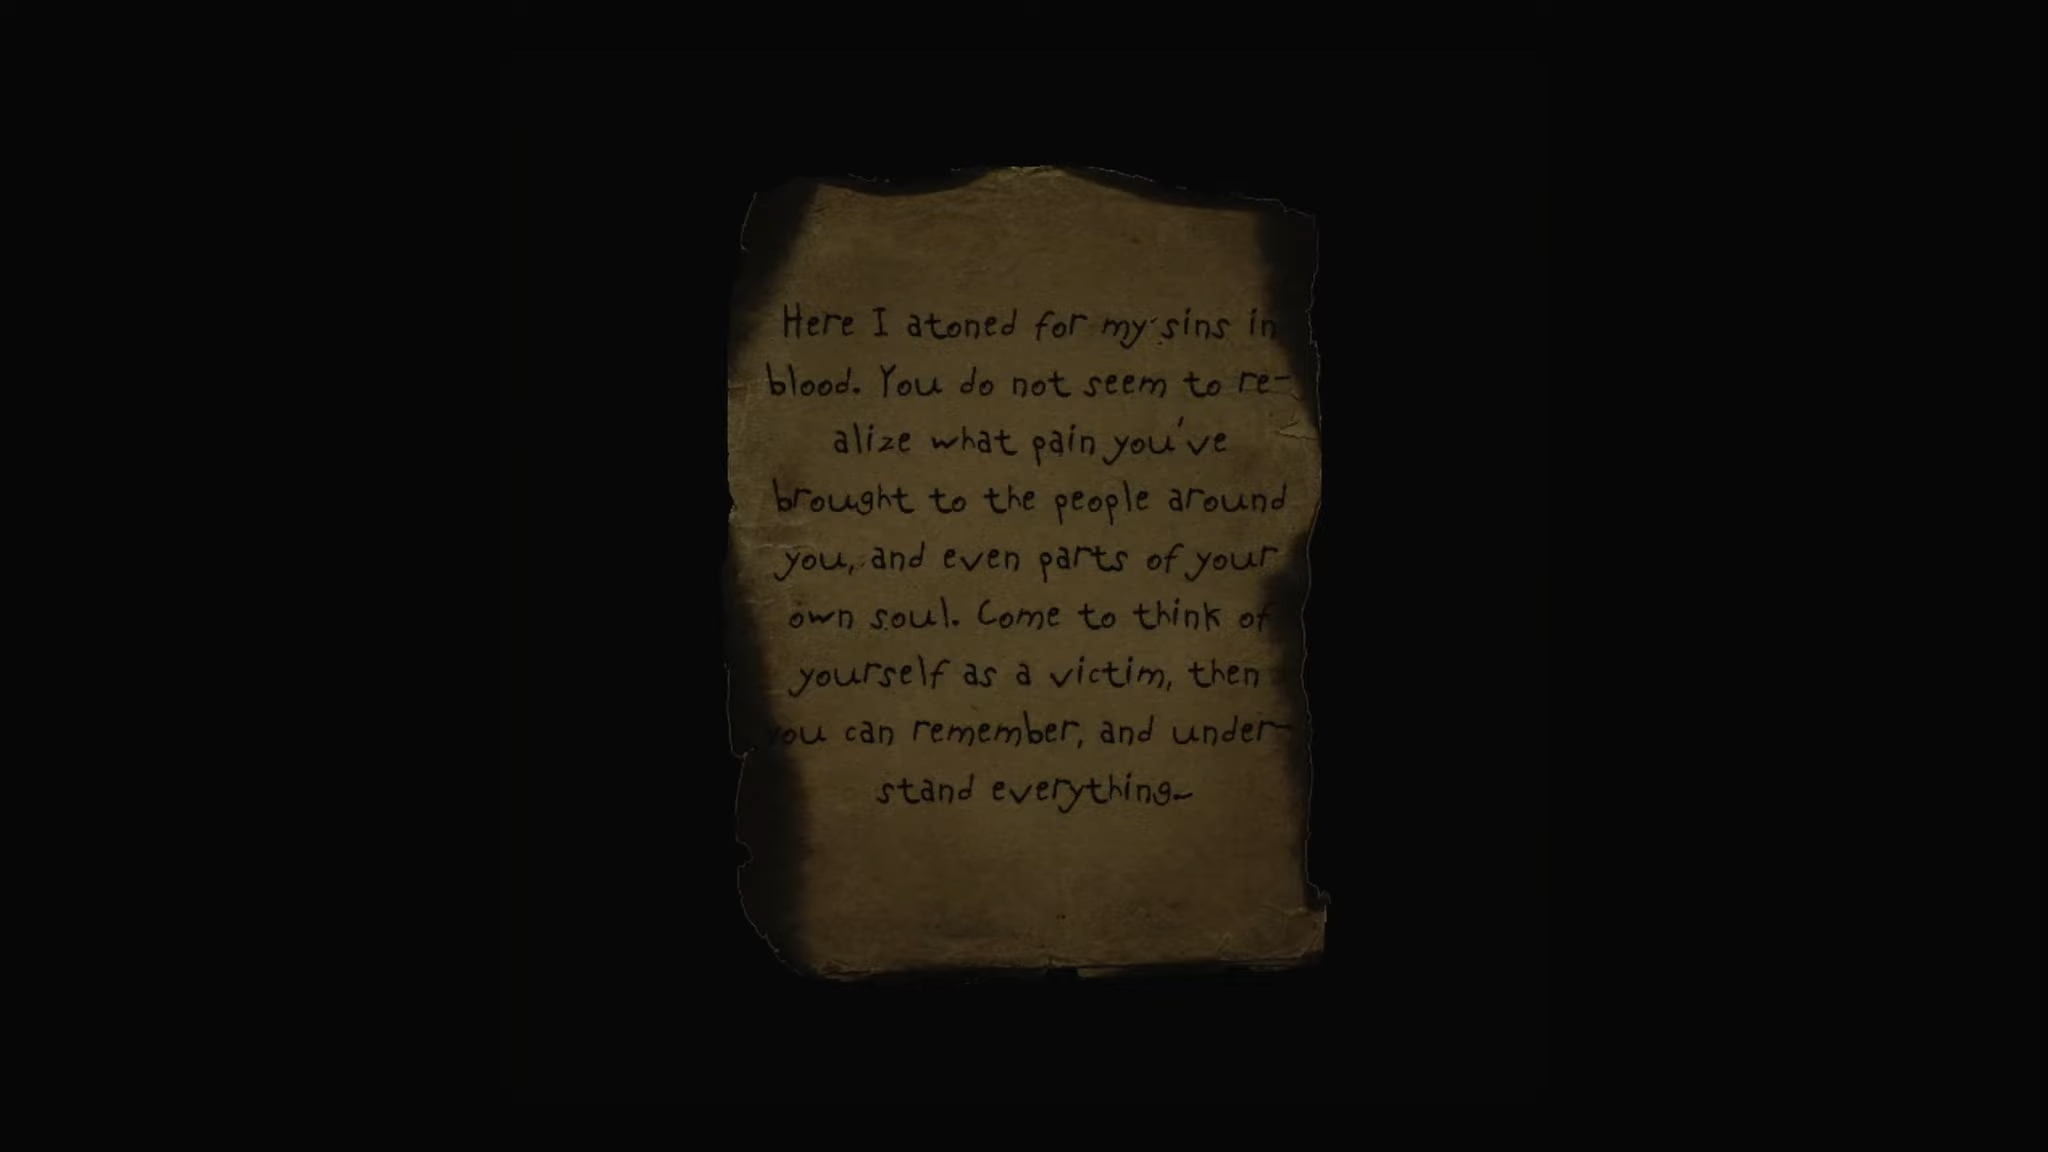 Here I atoned for my sins in
blood. You do not seem to re-
alize what pain you've
brought to the people around
you, and even parts of your
own soul. Come to think of
yourself as a victim, then
you can remember, and under-
stand everything~